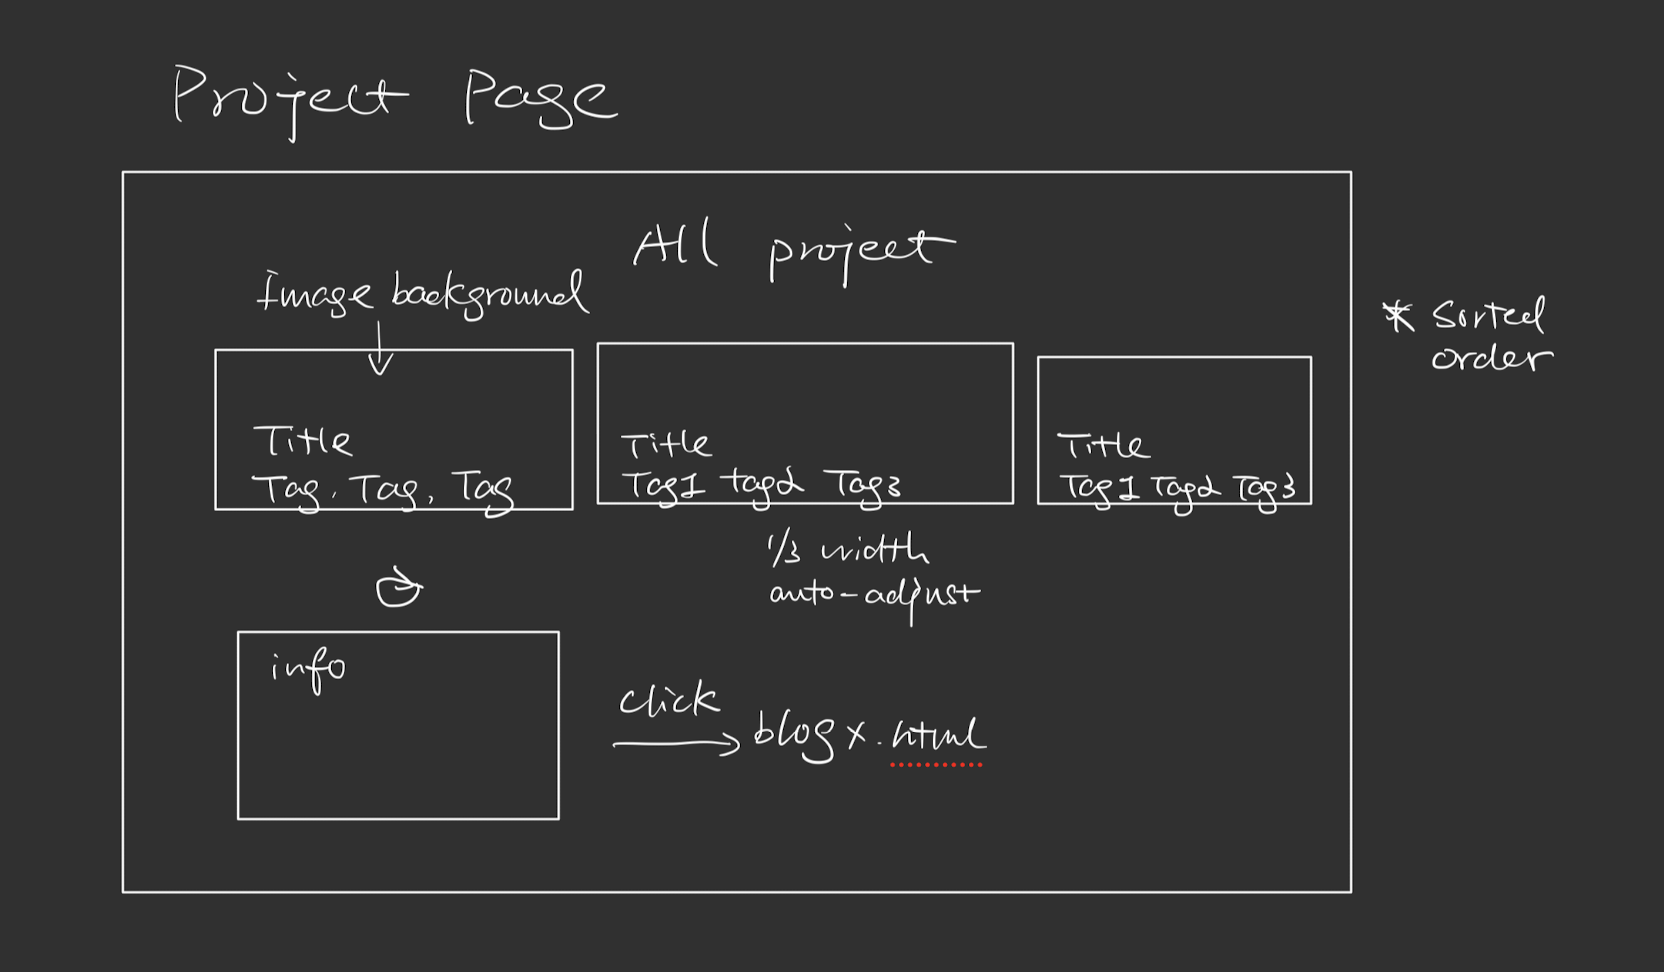 Project Page
All project
Image background
* Sorted
order
Title
Tag, Tag, Tag
Title
Tag1 tag2 Tag3
Title
Tag1 Tag2 Tag3
1/3 width
auto-adjust
info
click
blogx.html